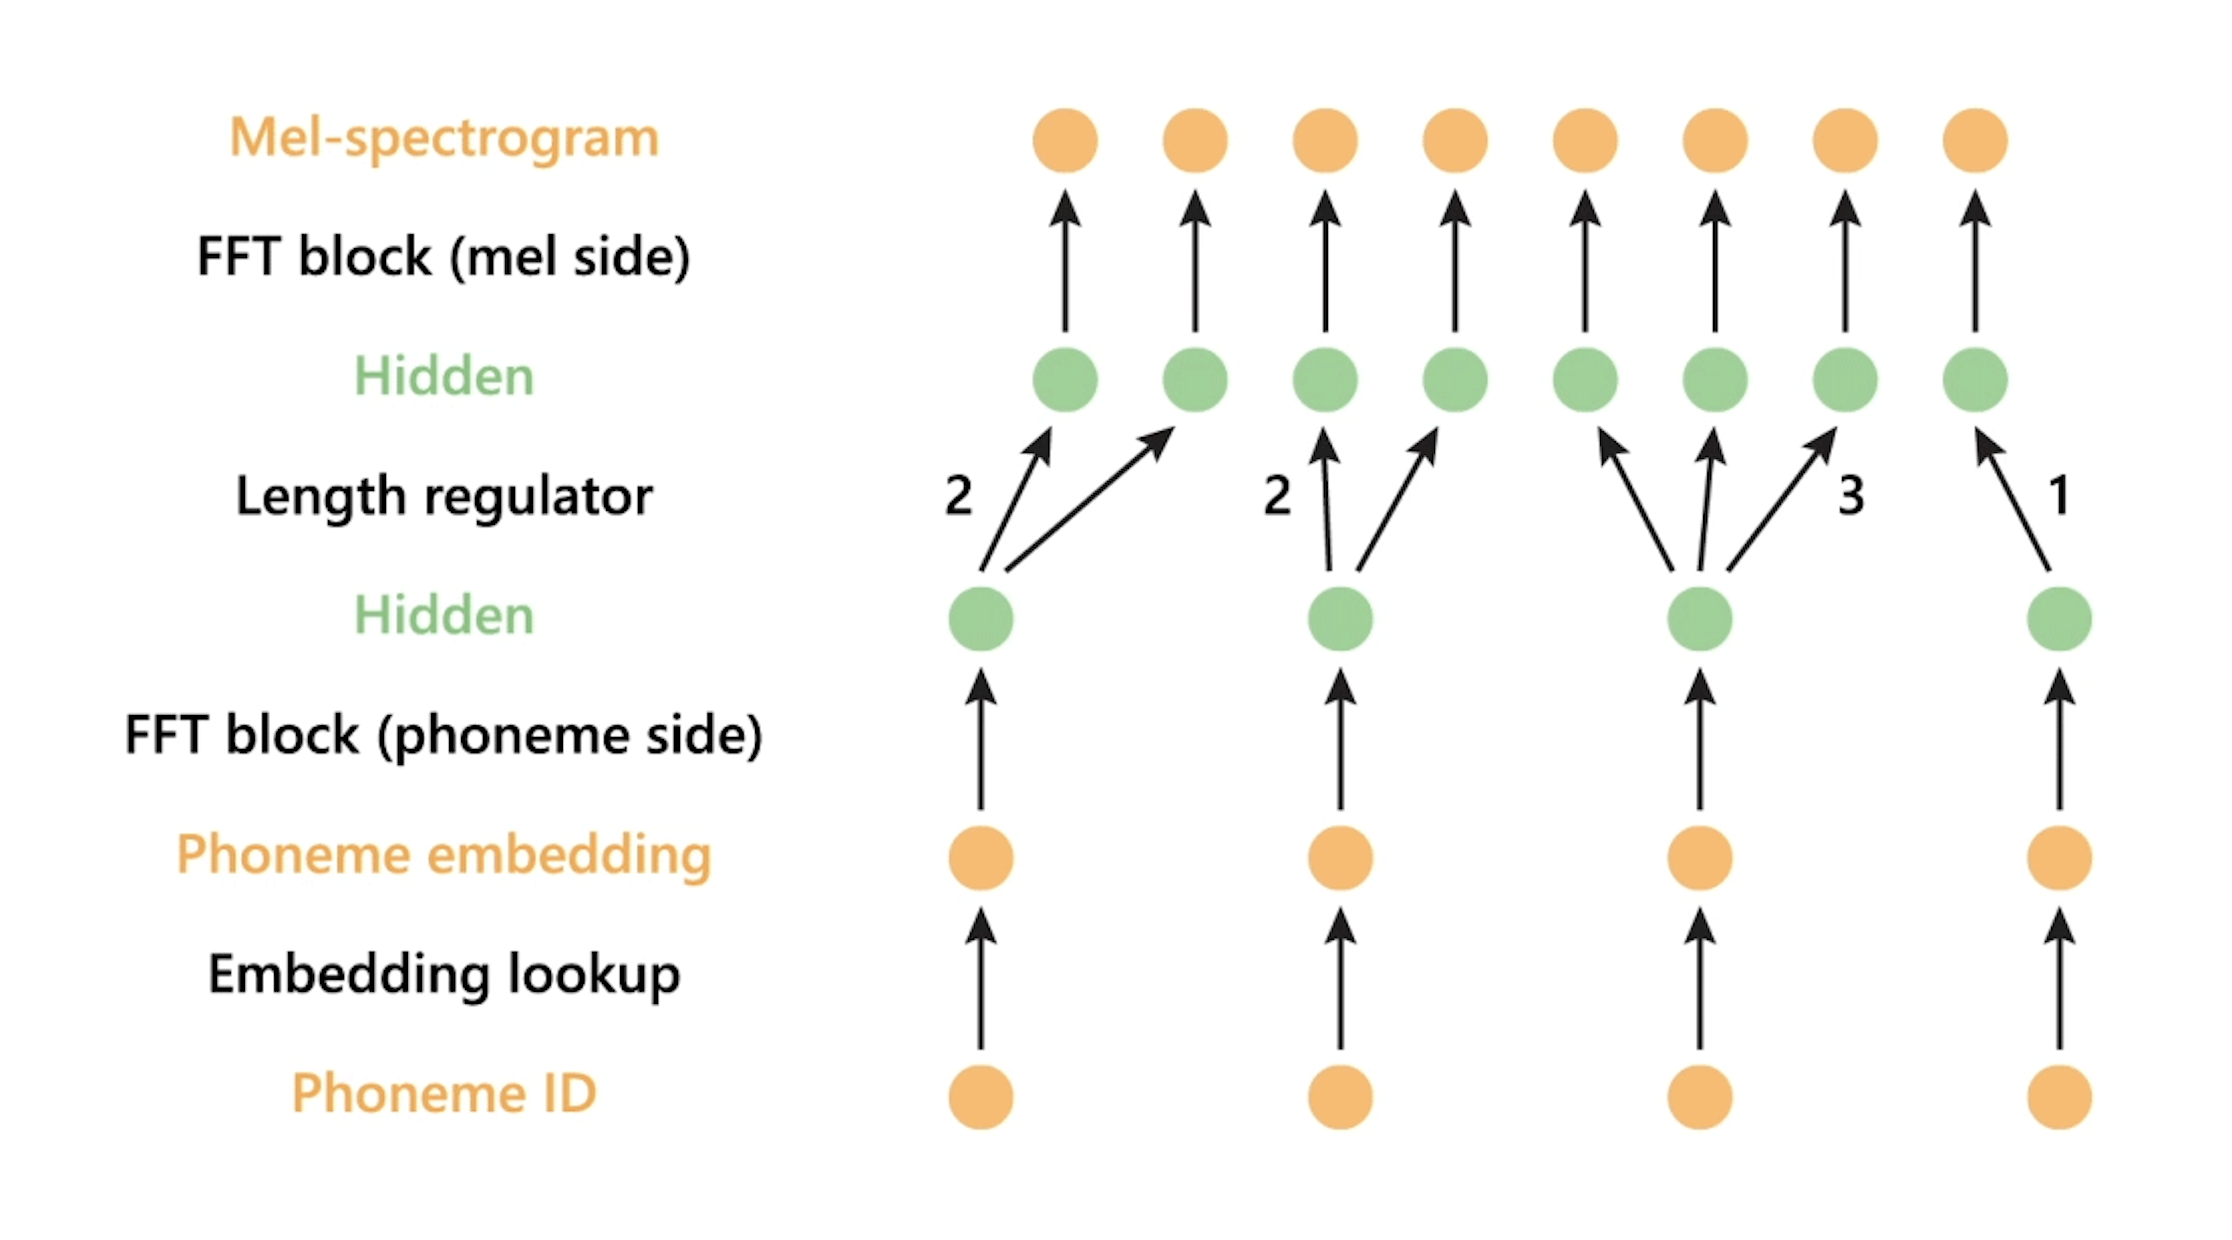 Mel-spectrogram
FFT block (mel side)
Hidden
Length regulator
2
2
3
1
Hidden
FFT block (phoneme side)
Phoneme embedding
Embedding lookup
Phoneme ID